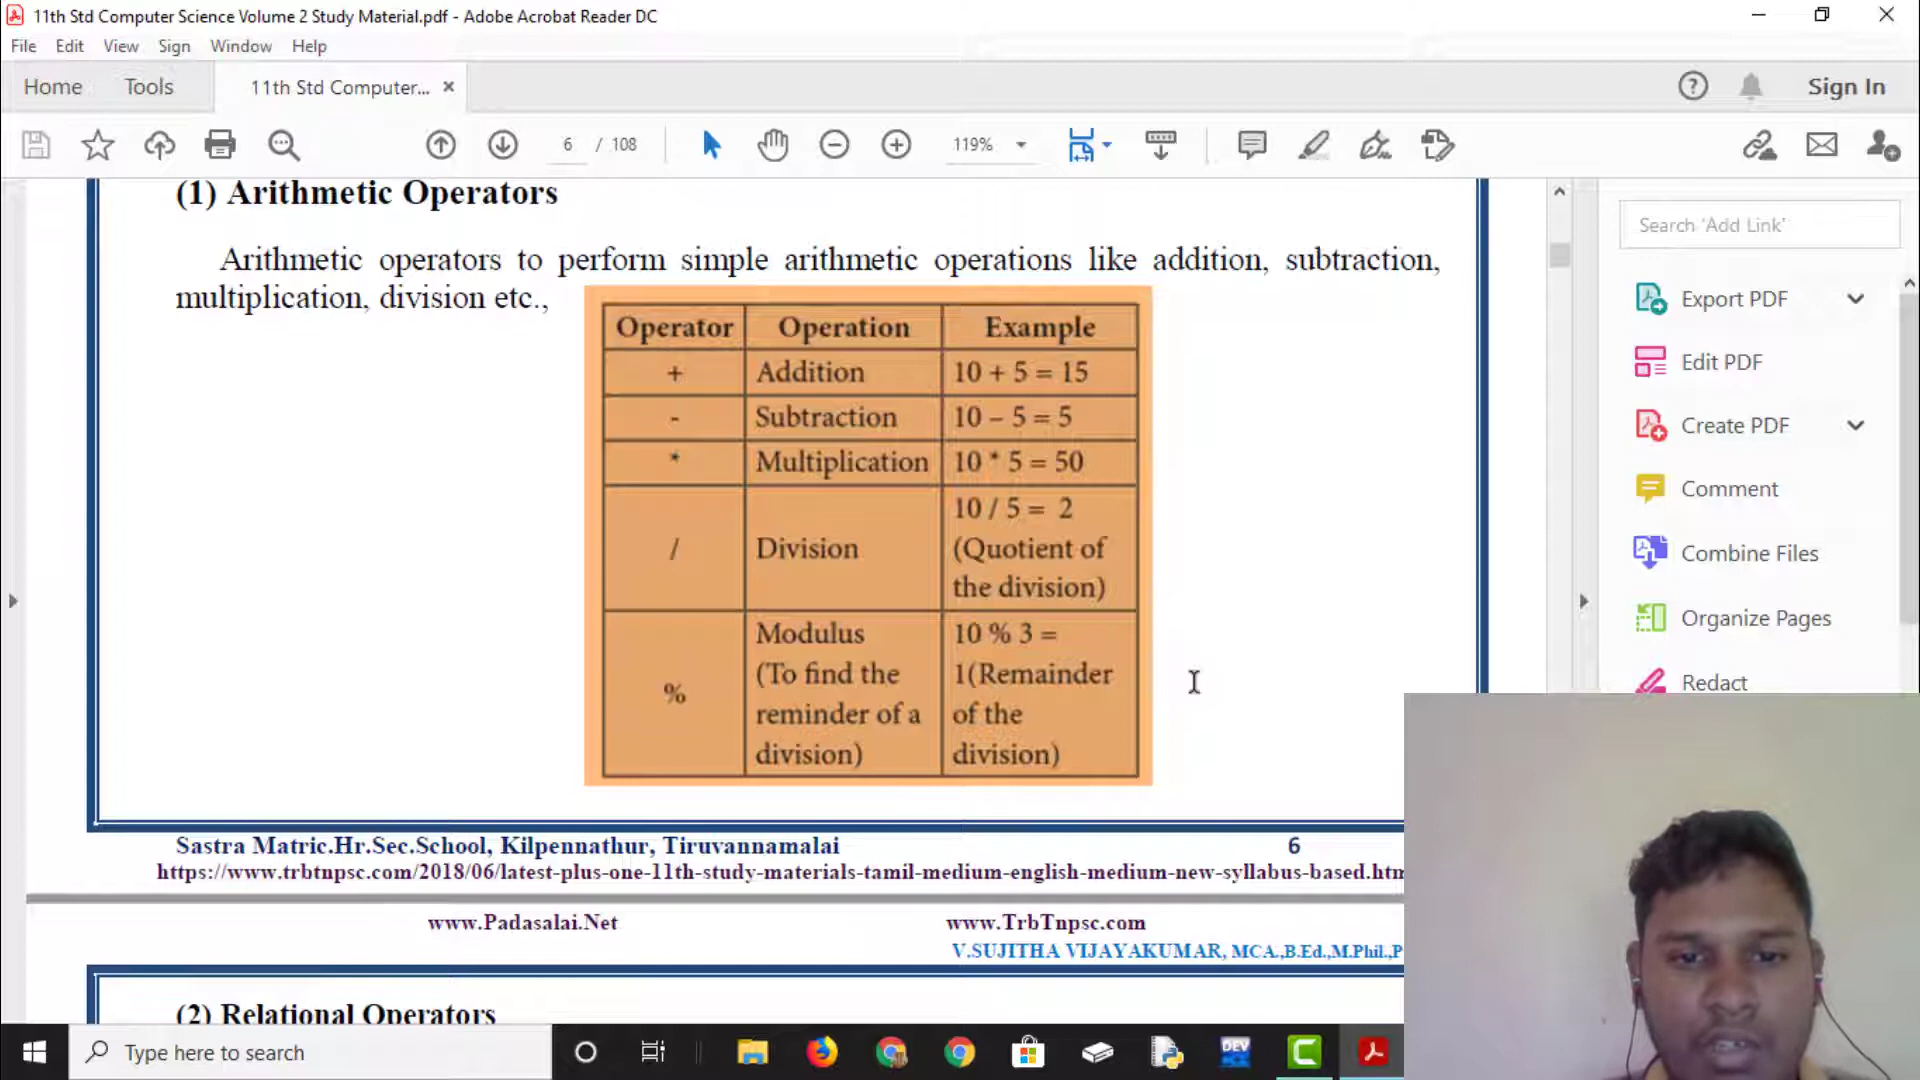 11th Std Computer Science Volume 2 Study Material.pdf - Adobe Acrobat Reader DC
File Edit View Sign Window Help
Home Tools 11th Std Computer... ×
Sign In
6 / 108
119%
(1) Arithmetic Operators
Arithmetic operators to perform simple arithmetic operations like addition, subtraction,
multiplication, division etc.,
Operator Operation Example
+ Addition 10 + 5 = 15
- Subtraction 10 – 5 = 5
* Multiplication 10 * 5 = 50
/ Division 10 / 5 = 2
(Quotient of
the division)
% Modulus
(To find the
reminder of a
division)
10 % 3 =
1(Remainder
of the
division)
Sastra Matric.Hr.Sec.School, Kilpennathur, Tiruvannamalai 6
https://www.trbtnpsc.com/2018/06/latest-plus-one-11th-study-materials-tamil-medium-english-medium-new-syllabus-based.htm
www.Padasalai.Net www.TrbTnpsc.com
V.SUJITHA VIJAYAKUMAR, MCA.,B.Ed.,M.Phil.,P
(2) Relational Operators
Search 'Add Link'
Export PDF
Edit PDF
Create PDF
Comment
Combine Files
Organize Pages
Redact
Type here to search
DEV